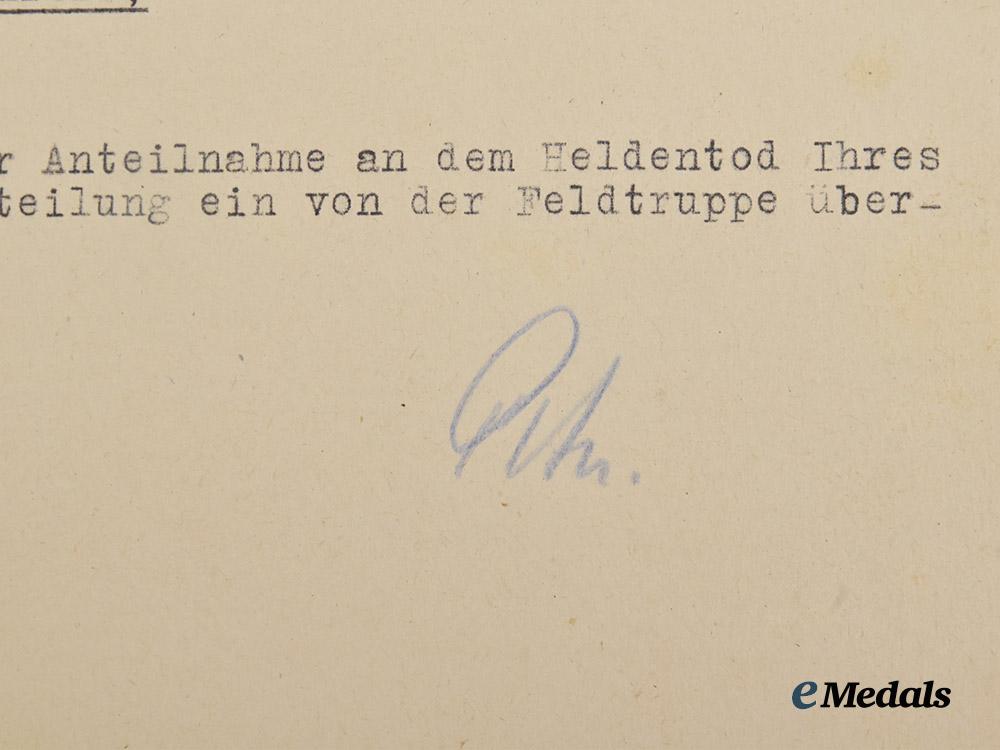 r Anteilnahme an dem Heldentod Ihres
teilung ein von der Feldtruppe über-
eMedals